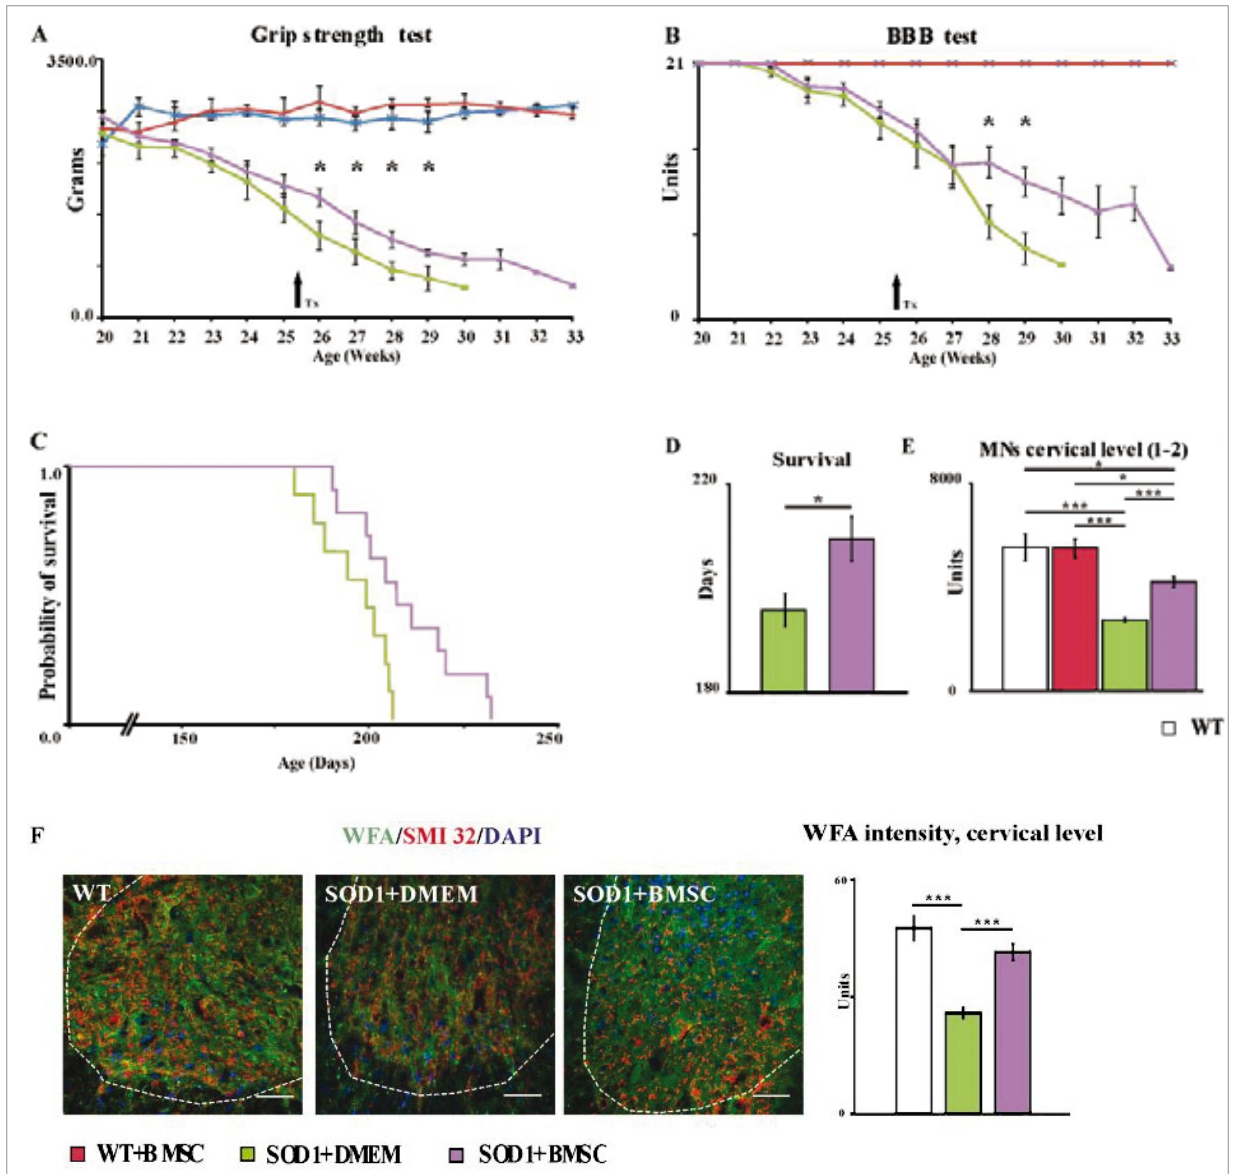 A
Grip strength test
3500.0
Grams
0.0
* * * *
Tx
20 21 22 23 24 25 26 27 28 29 30 31 32 33
Age (Weeks)
B
BBB test
21
Units
0
* *
Tx
20 21 22 23 24 25 26 27 28 29 30 31 32 33
Age (Weeks)
C
1.0
Probability of survival
0.0 150 200 250
Age (Days)
D
Survival
220
Days
180
*
E
MNs cervical level (1-2)
8000
Units
0
*
*
***
***
***
WT
F
WFA/SMI 32/DAPI
WT
SOD1+DMEM
SOD1+BMSC
WFA intensity, cervical level
60
Units
0
***
***
WT+BMSC SOD1+DMEM SOD1+BMSC